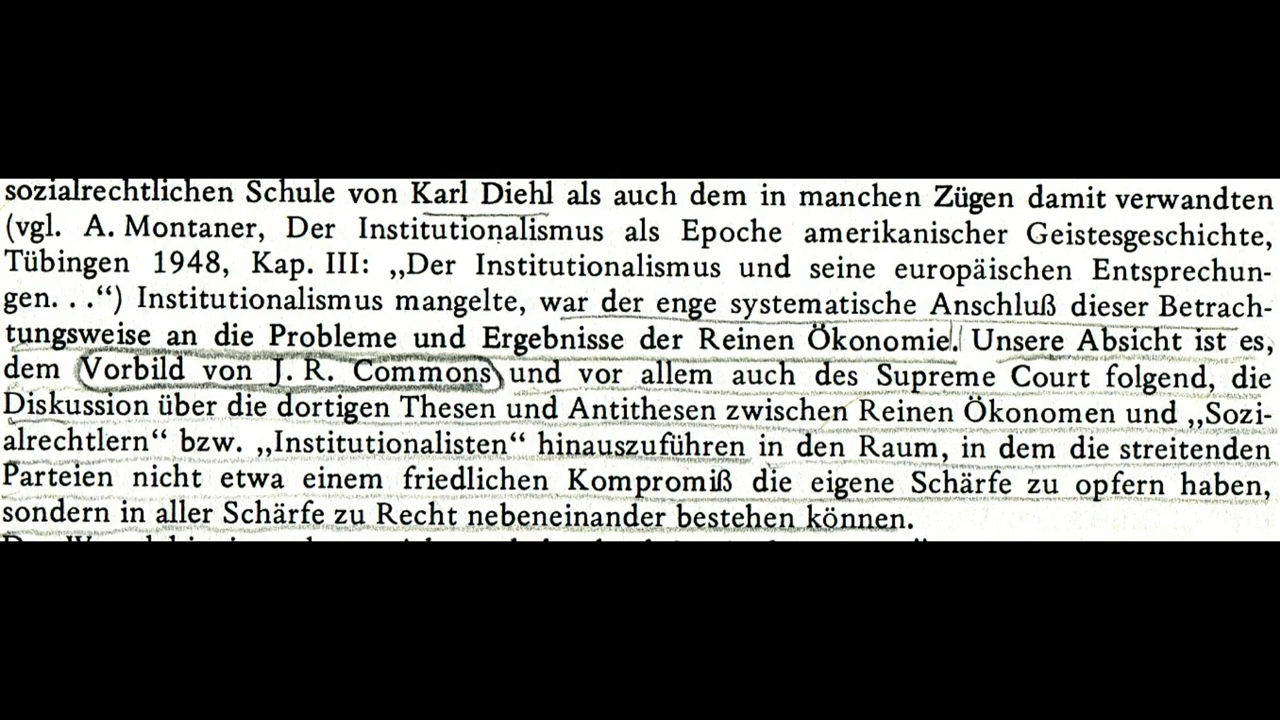 sozialrechtlichen Schule von Karl Diehl als auch dem in manchen Zügen damit verwandten
(vgl. A. Montaner, Der Institutionalismus als Epoche amerikanischer Geistesgeschichte,
Tübingen 1948, Kap. III: „Der Institutionalismus und seine europäischen Entsprechun-
gen. . .“) Institutionalismus mangelte, war der enge systematische Anschluß dieser Betrach-
tungsweise an die Probleme und Ergebnisse der Reinen Ökonomie. Unsere Absicht ist es,
dem Vorbild von J. R. Commons und vor allem auch des Supreme Court folgend, die
Diskussion über die dortigen Thesen und Antithesen zwischen Reinen Ökonomen und „Sozi-
alrechtlern“ bzw. „Institutionalisten“ hinauszuführen in den Raum, in dem die streitenden
Parteien nicht etwa einem friedlichen Kompromiß die eigene Schärfe zu opfern haben,
sondern in aller Schärfe zu Recht nebeneinander bestehen können.